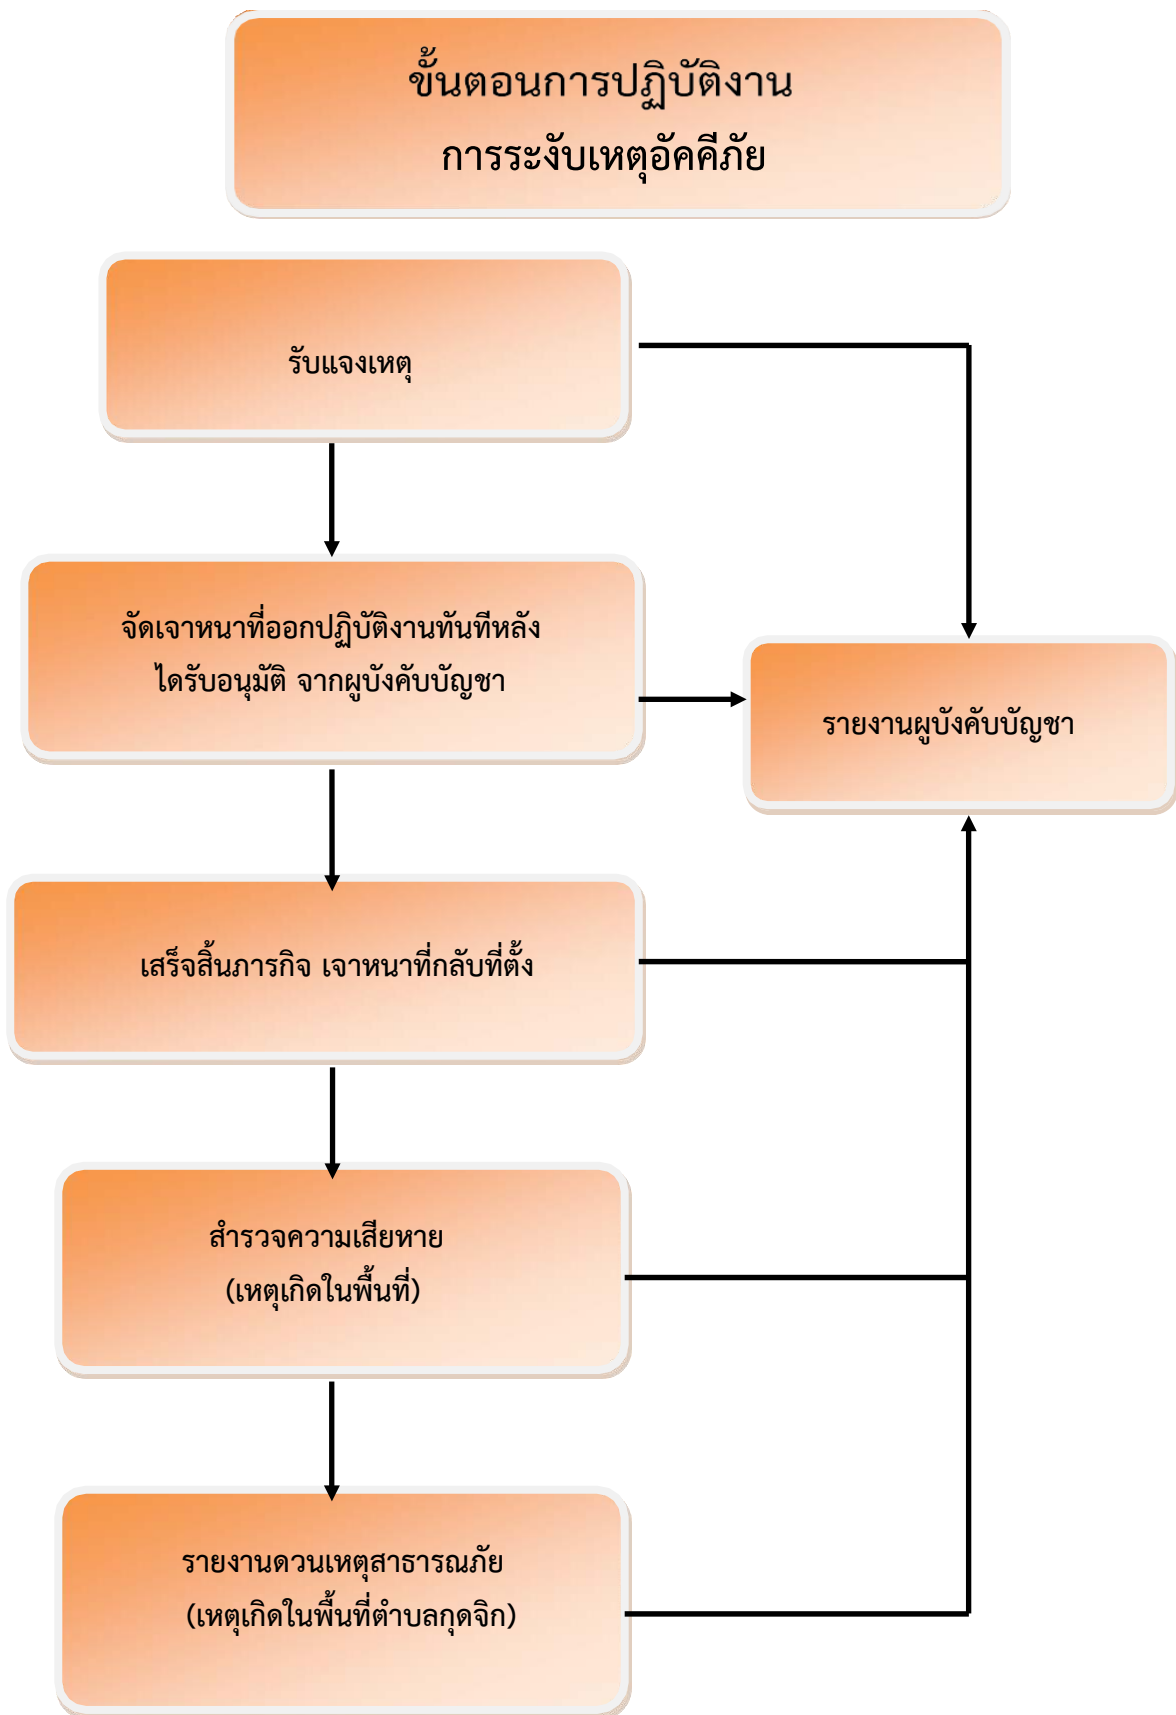 ขั้นตอนการปฏิบัติงาน
การระงับเหตุอัคคีภัย
รับแจงเหตุ
จัดเจาหนาที่ออกปฏิบัติงานทันทีหลัง
ไดรับอนุมัติ จากผูบังคับบัญชา
รายงานผูบังคับบัญชา
เสร็จสิ้นภารกิจ เจาหนาที่กลับที่ตั้ง
สำรวจความเสียหาย
(เหตุเกิดในพื้นที่)
รายงานดวนเหตุสาธารณภัย
(เหตุเกิดในพื้นที่ตำบลกุดจิก)